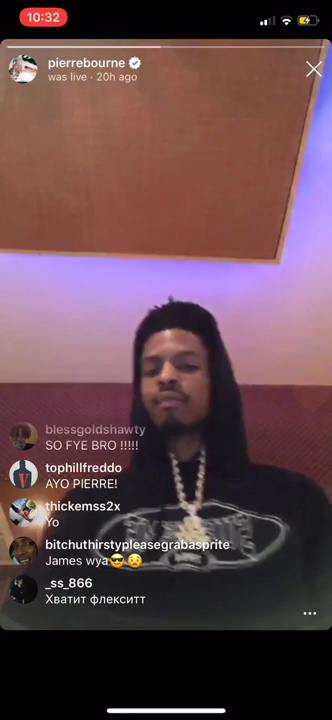 10:32
pierrebourne
was live · 20h ago
blessgoldshawty
SO FYE BRO !!!!!
tophillfreddo
AYO PIERRE!
thickemss2x
Yo
bitchuthirstypleasegrabasprite
James wya😎😟
_ss_866
Хватит флекситт